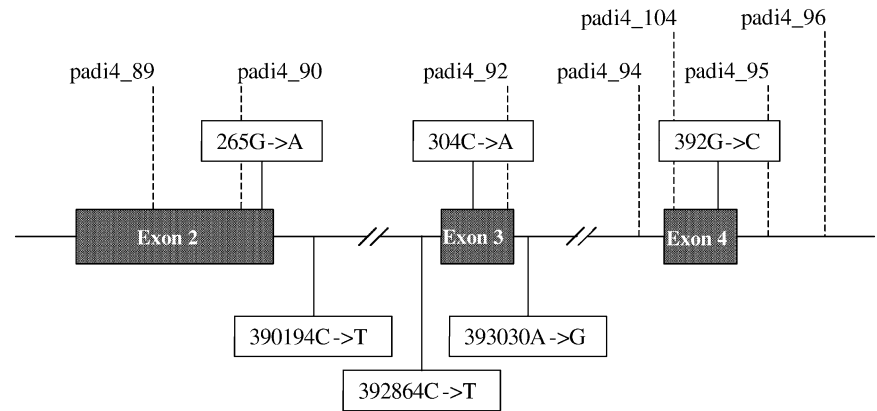 padi4_104 padi4_96
padi4_89 padi4_90 padi4_92 padi4_94 padi4_95
265G->A 304C->A 392G->C
Exon 2 Exon 3 Exon 4
390194C->T 393030A->G
392864C->T